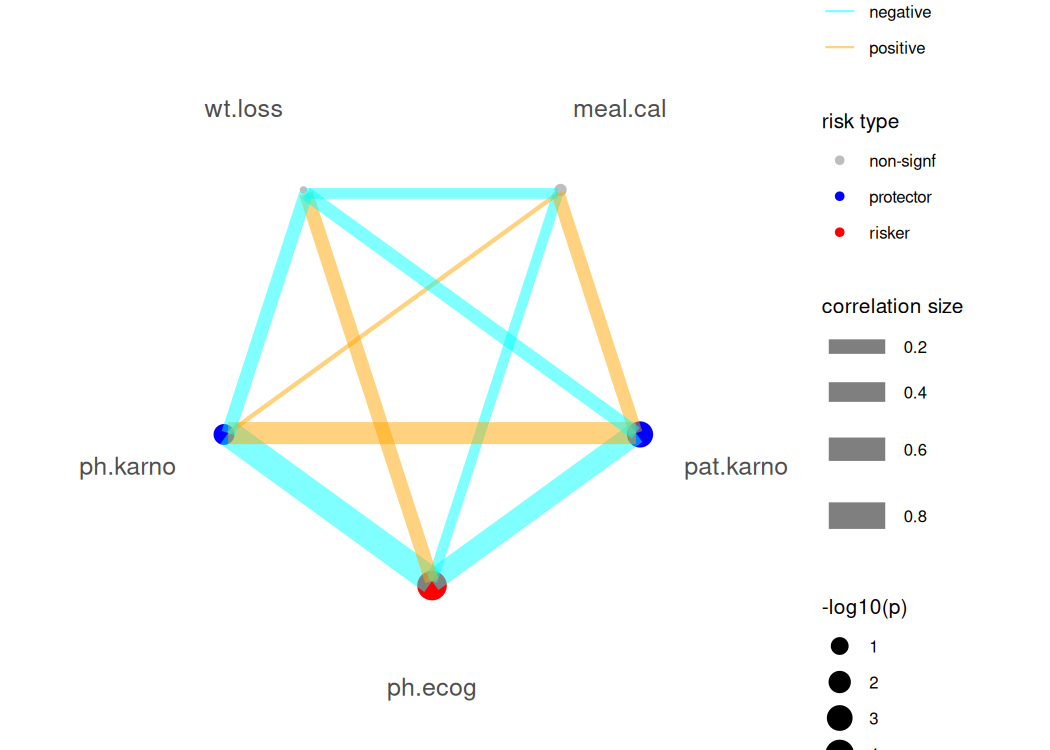 wt.loss
meal.cal
ph.karno
pat.karno
ph.ecog
negative
positive
risk type
non-signf
protector
risker
correlation size
0.2
0.4
0.6
0.8
-log10(p)
1
2
3